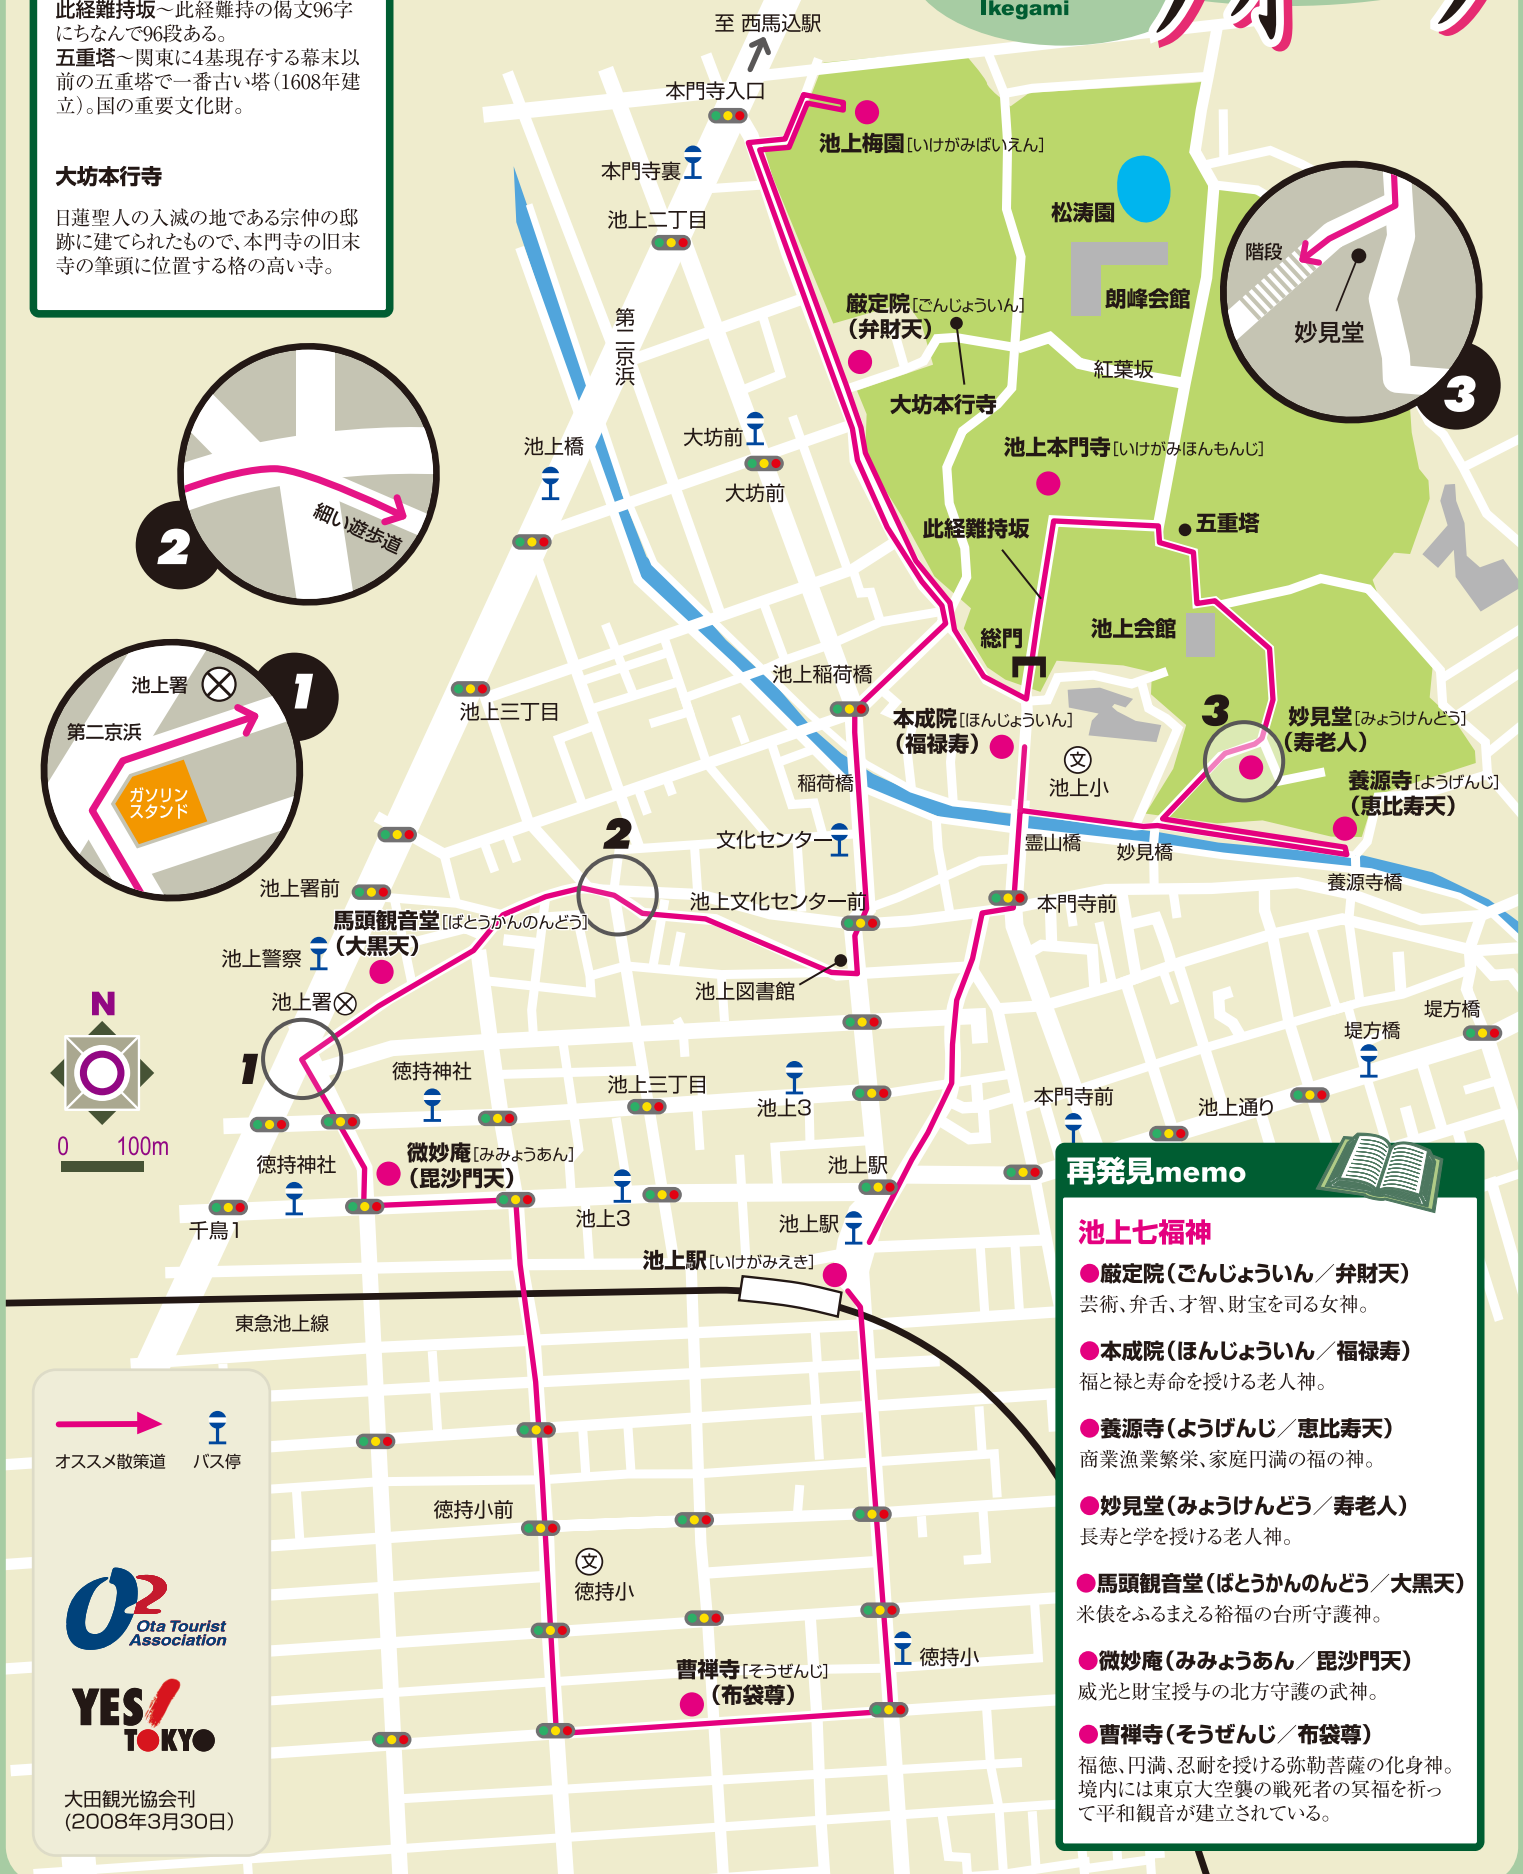 此経難持坂～此経難持の偈文96字
にちなんで96段ある。
五重塔～関東に4基現存する幕末以
前の五重塔で一番古い塔（1608年建
立）。国の重要文化財。
大坊本行寺
日蓮聖人の入滅の地である宗仲の邸
跡に建てられたもので、本門寺の旧末
寺の筆頭に位置する格の高い寺。
Ikegami
至 西馬込駅
本門寺入口
池上梅園[いけがみばいえん]
本門寺裏
池上二丁目
松涛園
朗峰会館
階段
妙見堂
3
第二京浜
厳定院[ごんじょういん]
（弁財天）
大坊本行寺
紅葉坂
池上橋
大坊前
大坊前
池上本門寺[いけがみほんもんじ]
此経難持坂
五重塔
細い遊歩道
2
総門
池上会館
池上署
第二京浜
ガソリン
スタンド
1
池上三丁目
池上稲荷橋
本成院[ほんじょういん]
（福禄寿）
文
池上小
3
妙見堂[みょうけんどう]
（寿老人）
養源寺[ようげんじ]
（恵比寿天）
稲荷橋
文化センター
霊山橋
妙見橋
養源寺橋
2
池上署前
池上文化センター前
本門寺前
馬頭観音堂[ばとうかんのんどう]
（大黒天）
池上警察
池上署
池上図書館
N
0 100m
1
徳持神社
池上三丁目
池上3
本門寺前
池上通り
堤方橋
堤方橋
徳持神社
微妙庵[みみょうあん]
（毘沙門天）
千鳥1
池上3
池上駅
池上駅
池上駅[いけがみえき]
東急池上線
オススメ散策道
バス停
徳持小前
文
徳持小
徳持小
曹禅寺[そうぜんじ]
（布袋尊）
O2
Ota Tourist
Association
YES!
TOKYO
大田観光協会刊
(2008年3月30日)
再発見memo
池上七福神
●厳定院（ごんじょういん／弁財天）
芸術、弁舌、才智、財宝を司る女神。
●本成院（ほんじょういん／福禄寿）
福と禄と寿命を授ける老人神。
●養源寺（ようげんじ／恵比寿天）
商業漁業繁栄、家庭円満の福の神。
●妙見堂（みょうけんどう／寿老人）
長寿と学を授ける老人神。
●馬頭観音堂（ばとうかんのんどう／大黒天）
米俵をふるまえる裕福の台所守護神。
●微妙庵（みみょうあん／毘沙門天）
威光と財宝授与の北方守護の武神。
●曹禅寺（そうぜんじ／布袋尊）
福徳、円満、忍耐を授ける弥勒菩薩の化身神。
境内には東京大空襲の戦死者の冥福を祈っ
て平和観音が建立されている。